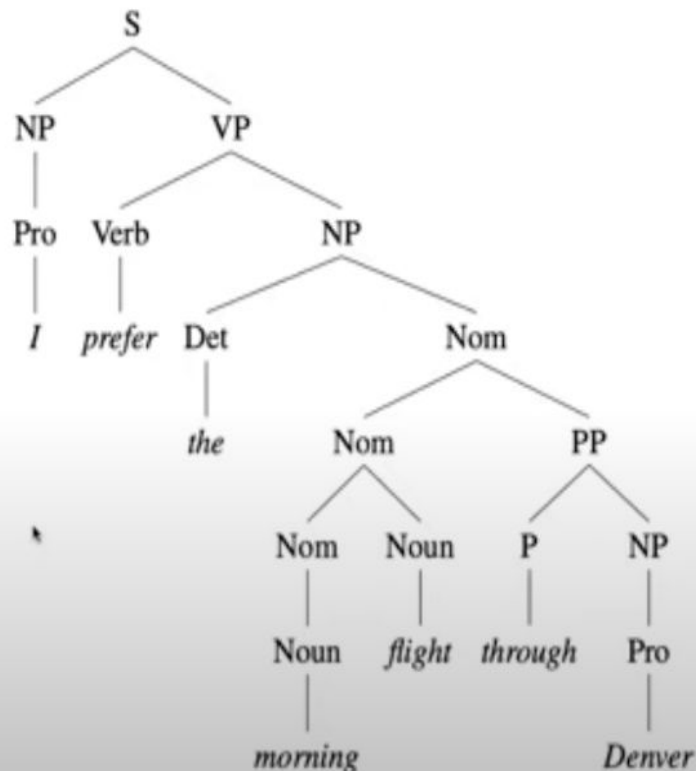 S
NP VP
Pro Verb NP
I prefer Det Nom
the Nom PP
Nom Noun P NP
Noun flight through Pro
morning Denver